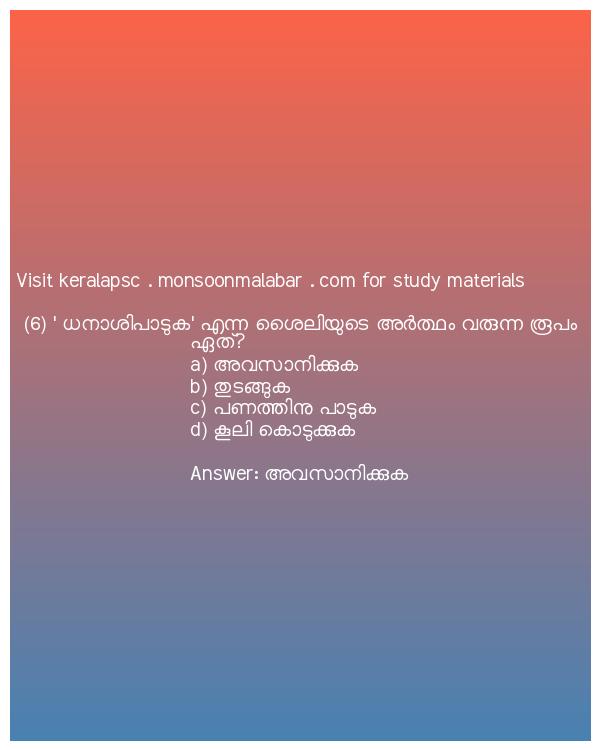 Visit keralapsc . monsoonmalabar . com for study materials
(6) ' ധനാശിപാടുക' എന്ന ശൈലിയുടെ അർത്ഥം വരുന്ന രൂപം
ഏത്?
a) അവസാനിക്കുക
b) തുടങ്ങുക
c) പണത്തിനു പാടുക
d) കൂലി കൊടുക്കുക
Answer: അവസാനിക്കുക